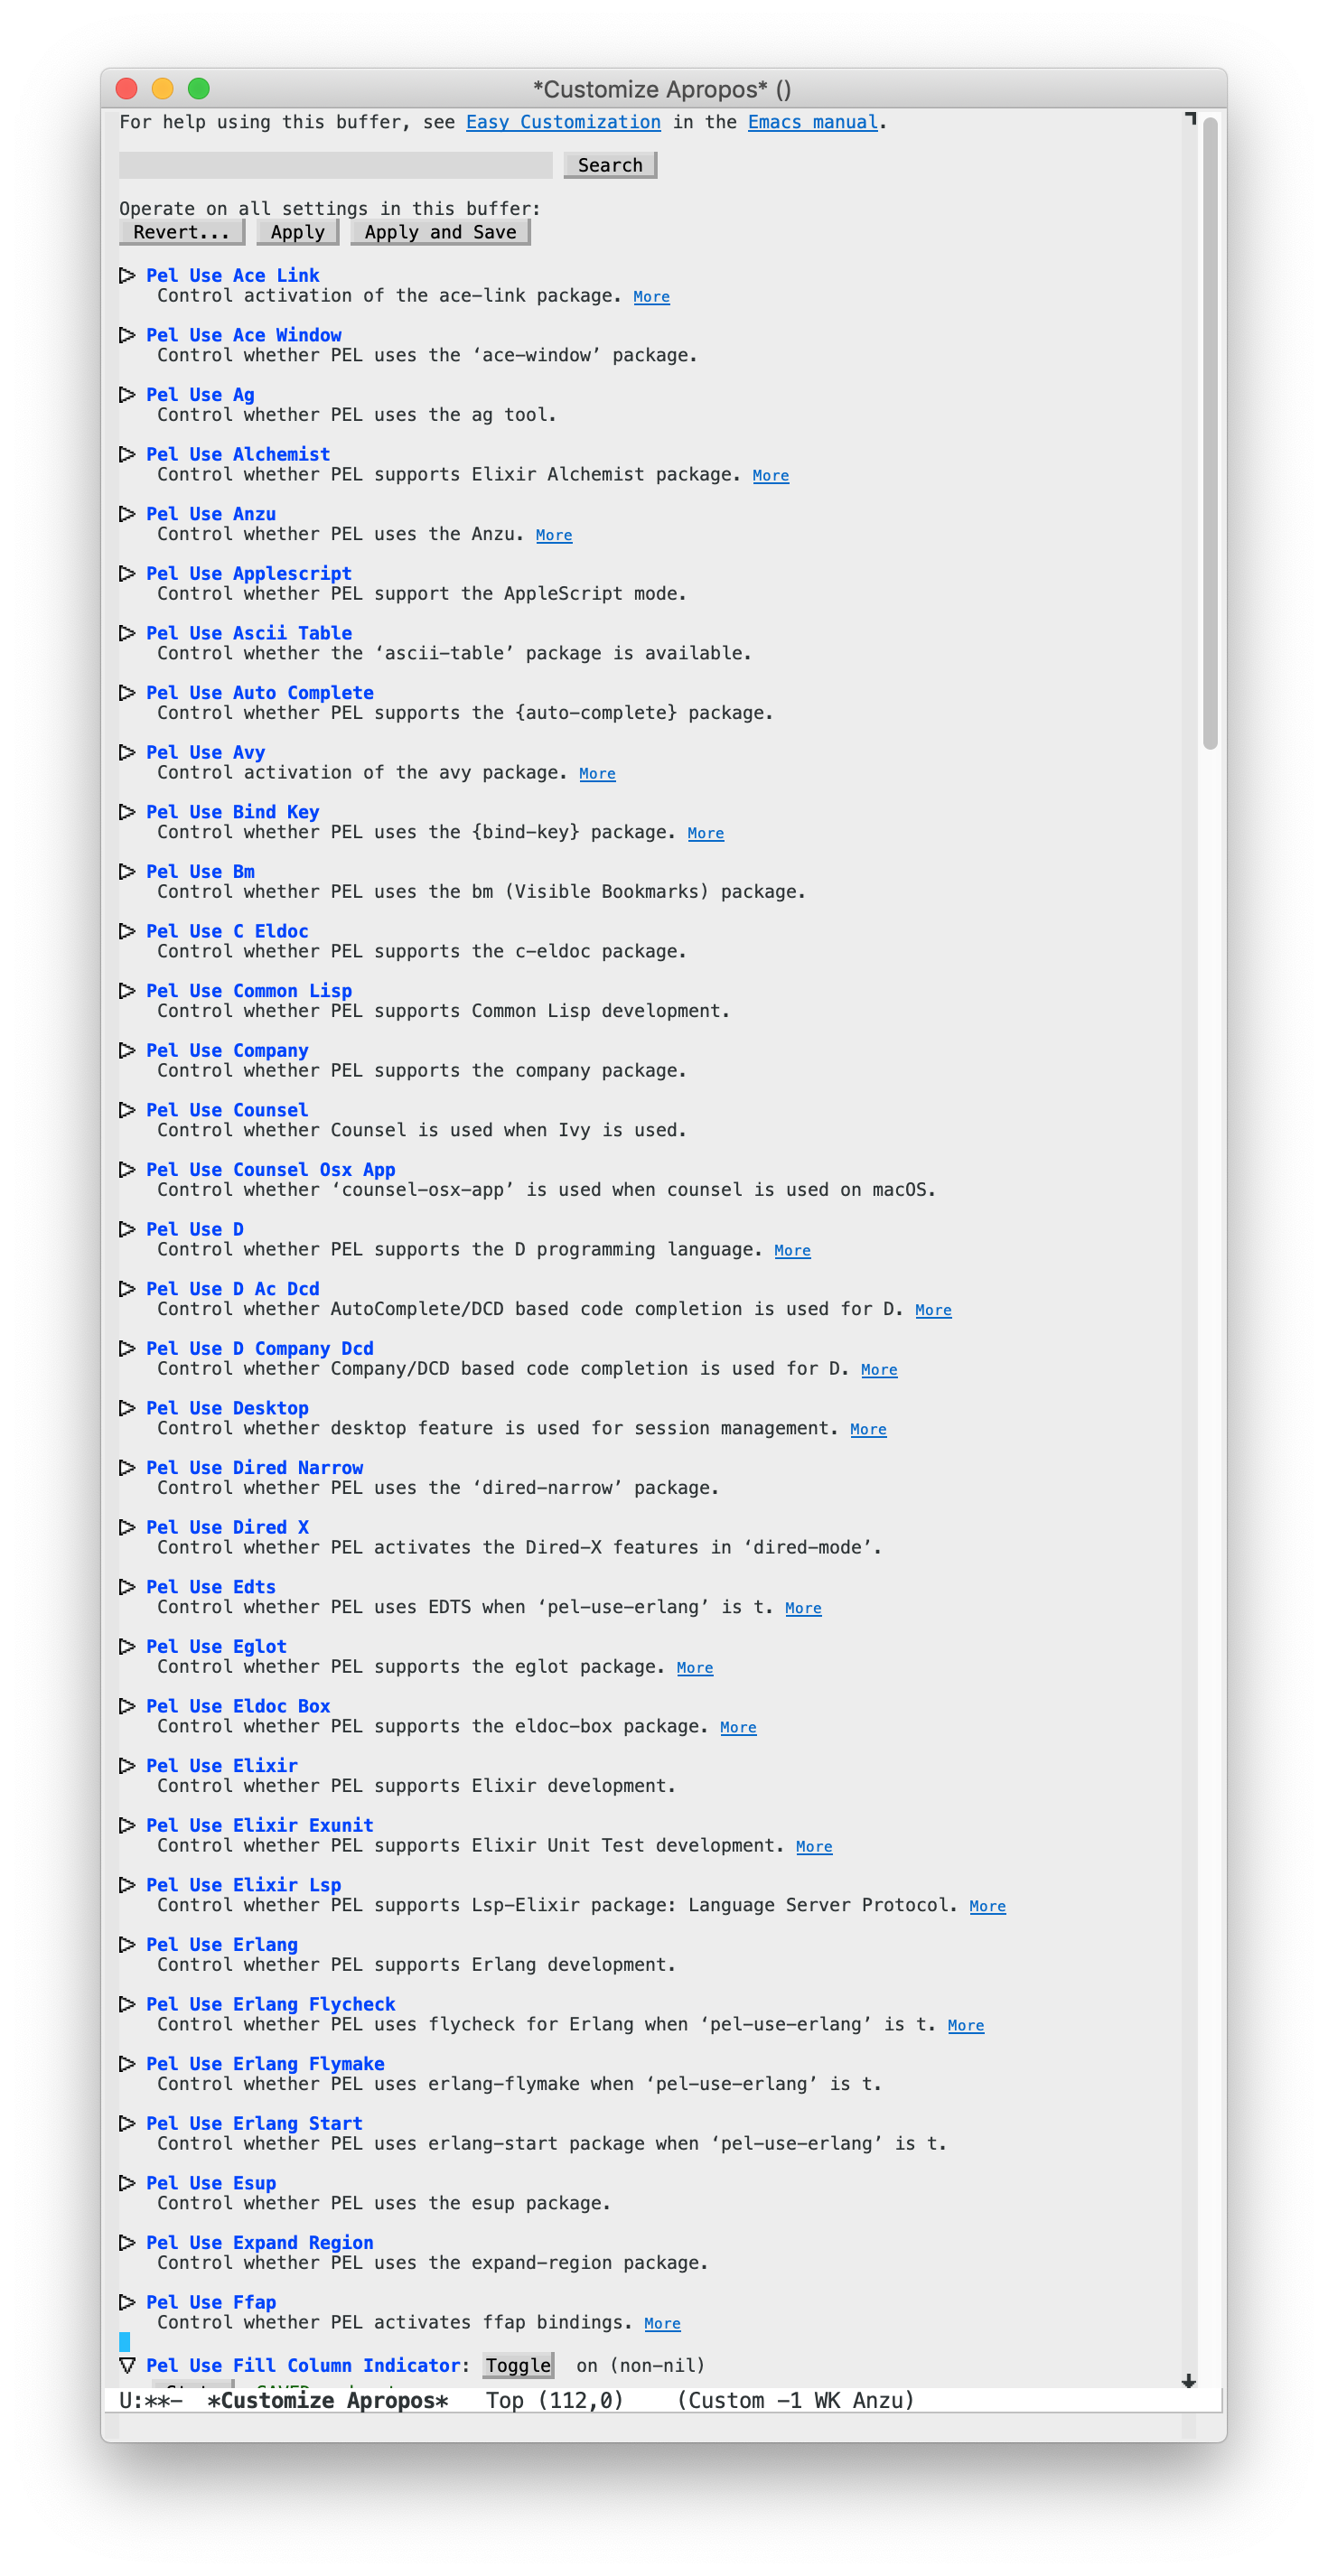 *Customize Apropos* ()
For help using this buffer, see Easy Customization in the Emacs manual.
Search
Operate on all settings in this buffer:
Revert... Apply Apply and Save
Pel Use Ace Link
Control activation of the ace-link package. More
Pel Use Ace Window
Control whether PEL uses the ‘ace-window’ package.
Pel Use Ag
Control whether PEL uses the ag tool.
Pel Use Alchemist
Control whether PEL supports Elixir Alchemist package. More
Pel Use Anzu
Control whether PEL uses the Anzu. More
Pel Use Applescript
Control whether PEL support the AppleScript mode.
Pel Use Ascii Table
Control whether the ‘ascii-table’ package is available.
Pel Use Auto Complete
Control whether PEL supports the {auto-complete} package.
Pel Use Avy
Control activation of the avy package. More
Pel Use Bind Key
Control whether PEL uses the {bind-key} package. More
Pel Use Bm
Control whether PEL uses the bm (Visible Bookmarks) package.
Pel Use C Eldoc
Control whether PEL supports the c-eldoc package.
Pel Use Common Lisp
Control whether PEL supports Common Lisp development.
Pel Use Company
Control whether PEL supports the company package.
Pel Use Counsel
Control whether Counsel is used when Ivy is used.
Pel Use Counsel Osx App
Control whether ‘counsel-osx-app’ is used when counsel is used on macOS.
Pel Use D
Control whether PEL supports the D programming language. More
Pel Use D Ac Dcd
Control whether AutoComplete/DCD based code completion is used for D. More
Pel Use D Company Dcd
Control whether Company/DCD based code completion is used for D. More
Pel Use Desktop
Control whether desktop feature is used for session management. More
Pel Use Dired Narrow
Control whether PEL uses the ‘dired-narrow’ package.
Pel Use Dired X
Control whether PEL activates the Dired-X features in ‘dired-mode’.
Pel Use Edts
Control whether PEL uses EDTS when ‘pel-use-erlang’ is t. More
Pel Use Eglot
Control whether PEL supports the eglot package. More
Pel Use Eldoc Box
Control whether PEL supports the eldoc-box package. More
Pel Use Elixir
Control whether PEL supports Elixir development.
Pel Use Elixir Exunit
Control whether PEL supports Elixir Unit Test development. More
Pel Use Elixir Lsp
Control whether PEL supports Lsp-Elixir package: Language Server Protocol. More
Pel Use Erlang
Control whether PEL supports Erlang development.
Pel Use Erlang Flycheck
Control whether PEL uses flycheck for Erlang when ‘pel-use-erlang’ is t. More
Pel Use Erlang Flymake
Control whether PEL uses erlang-flymake when ‘pel-use-erlang’ is t.
Pel Use Erlang Start
Control whether PEL uses erlang-start package when ‘pel-use-erlang’ is t.
Pel Use Esup
Control whether PEL uses the esup package.
Pel Use Expand Region
Control whether PEL uses the expand-region package.
Pel Use Ffap
Control whether PEL activates ffap bindings. More
Pel Use Fill Column Indicator: Toggle on (non-nil)
U:**- *Customize Apropos* Top (112,0) (Custom -1 WK Anzu)